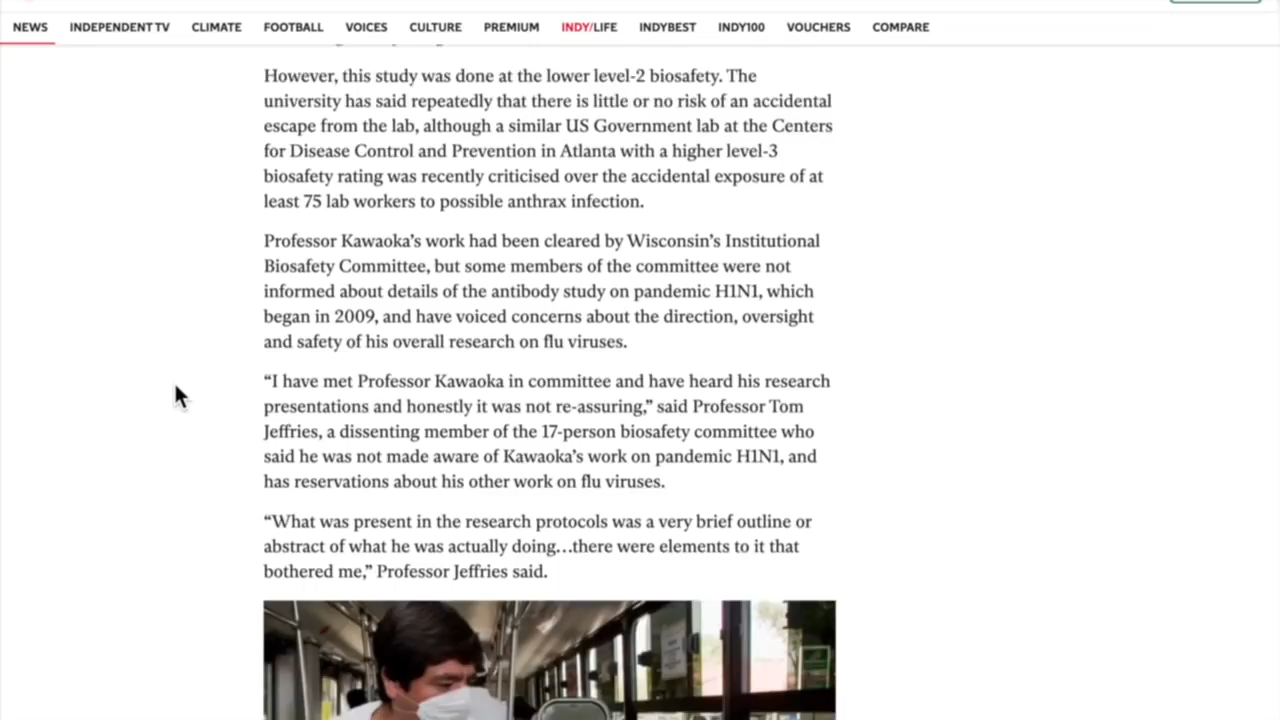 NEWS INDEPENDENT TV CLIMATE FOOTBALL VOICES CULTURE PREMIUM INDY/LIFE INDYBEST INDY100 VOUCHERS COMPARE
However, this study was done at the lower level-2 biosafety. The
university has said repeatedly that there is little or no risk of an accidental
escape from the lab, although a similar US Government lab at the Centers
for Disease Control and Prevention in Atlanta with a higher level-3
biosafety rating was recently criticised over the accidental exposure of at
least 75 lab workers to possible anthrax infection.
Professor Kawaoka’s work had been cleared by Wisconsin’s Institutional
Biosafety Committee, but some members of the committee were not
informed about details of the antibody study on pandemic H1N1, which
began in 2009, and have voiced concerns about the direction, oversight
and safety of his overall research on flu viruses.
“I have met Professor Kawaoka in committee and have heard his research
presentations and honestly it was not re-assuring,” said Professor Tom
Jeffries, a dissenting member of the 17-person biosafety committee who
said he was not made aware of Kawaoka’s work on pandemic H1N1, and
has reservations about his other work on flu viruses.
“What was present in the research protocols was a very brief outline or
abstract of what he was actually doing…there were elements to it that
bothered me,” Professor Jeffries said.